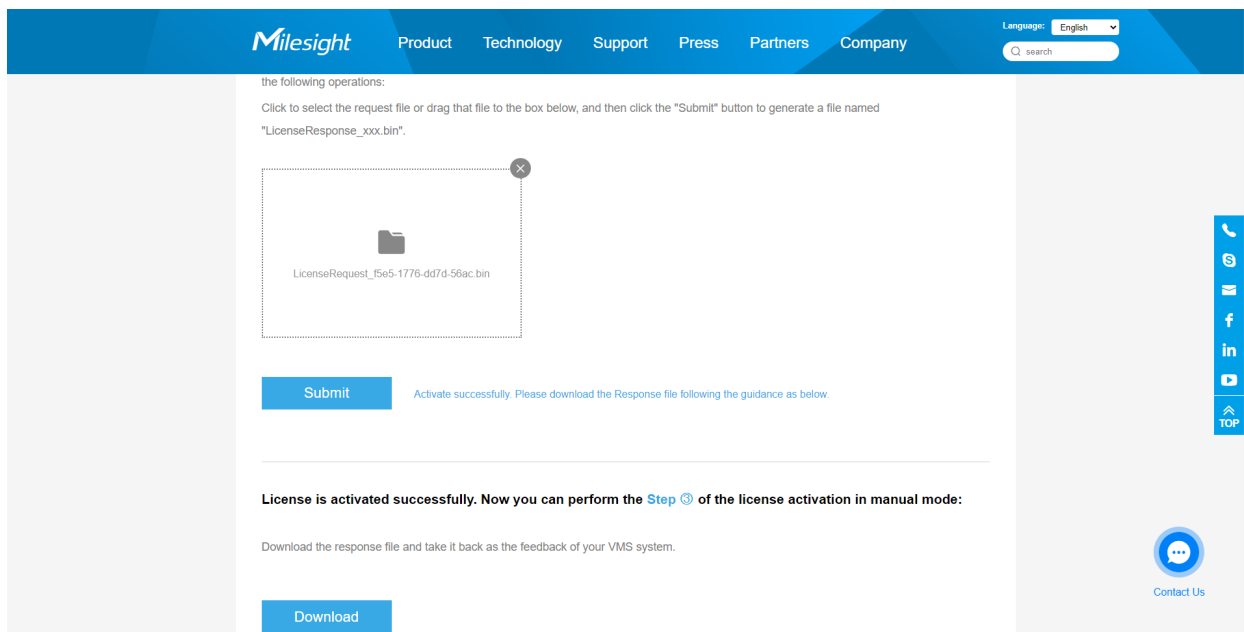 Milesight
Product Technology Support Press Partners Company
Language: English
search
the following operations:
Click to select the request file or drag that file to the box below, and then click the "Submit" button to generate a file named
"LicenseResponse_xxx.bin".
LicenseRequest_f5e5-1776-dd7d-56ac.bin
Submit
Activate successfully. Please download the Response file following the guidance as below.
TOP
License is activated successfully. Now you can perform the Step ③ of the license activation in manual mode:
Download the response file and take it back as the feedback of your VMS system.
Contact Us
Download